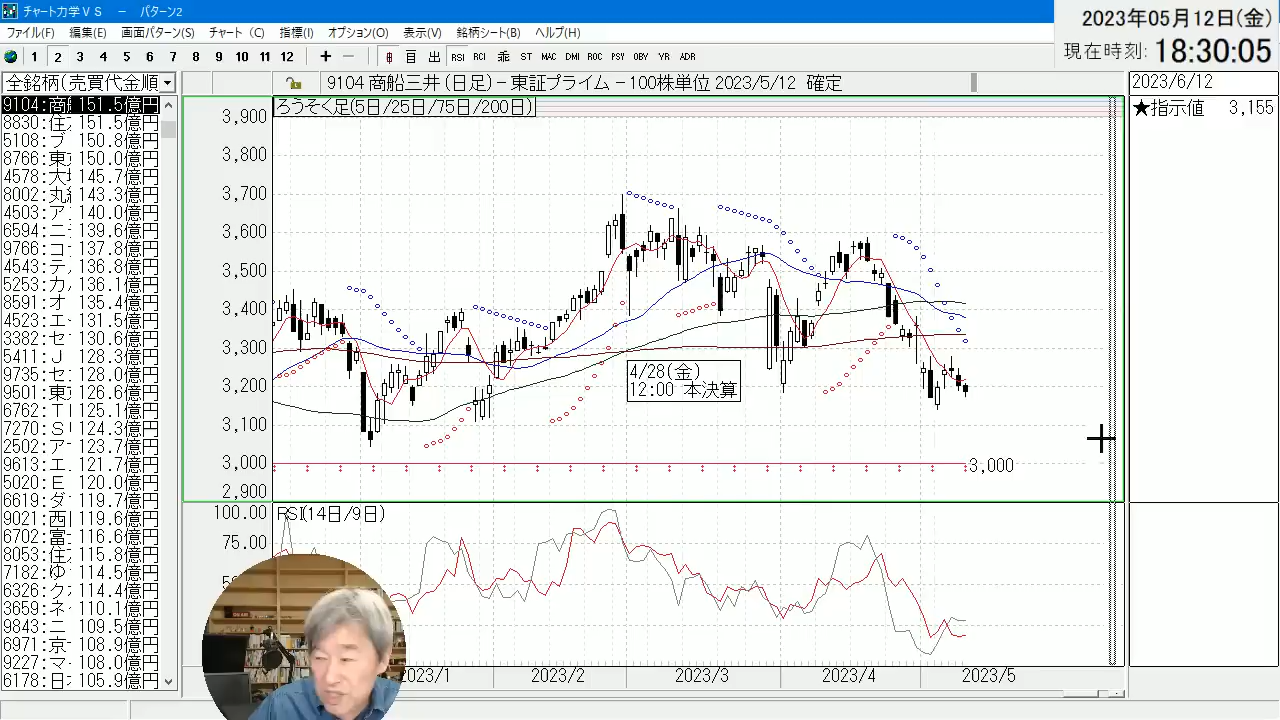 チャート力学VS － パターン2
2023年05月12日(金)
現在時刻: 18:30:05
ファイル(F) 編集(E) 画面パターン(S) チャート (C) 指標(I) オプション(O) 表示(V) 銘柄シート(B) ヘルプ(H)
1 2 3 4 5 6 7 8 9 10 11 12 + − 日 出 RSI RCI 乖 ST MAC DMI ROC PSY OBV YR ADR
全銘柄(売買代金順
9104 商船三井 (日足)－東証プライム －100株単位 2023/5/12 確定
2023/6/12
★指示値 3,155
ろうそく足(5日/25日/75日/200日)
3,900
3,800
3,700
3,600
3,500
3,400
3,300
3,200
3,100
3,000
2,900
4/28(金)
12:00 本決算
3,000
100.00
RSI(14日/9日)
75.00
2023/2
2023/3
2023/4
2023/5
9104:商船 151.5億円
8830:住 151.5億円
5108:ブ 150.8億円
8766:東 150.0億円
4578:大 145.7億円
8002:丸 143.3億円
4503:ア 140.0億円
6594:ニ 139.6億円
9766:コ 137.8億円
4543:テ 136.8億円
5253:カ 136.1億円
8591:オ 135.4億円
4523:エ 131.5億円
3382:セ 130.6億円
5411:J 128.3億円
9735:セ 128.0億円
9501:東 126.8億円
6762:T 125.1億円
7270:S 124.3億円
2502:ア 123.7億円
9613:エ 121.7億円
5020:E 120.0億円
6619:ダ 119.7億円
9021:西 119.6億円
6702:富 116.8億円
8053:住 115.8億円
7182:ゆ 114.5億円
6326:ク 114.4億円
3659:ネ 110.1億円
9843:ニ 109.5億円
6971:京 108.9億円
9227:マ 108.0億円
6178:日 105.9億円